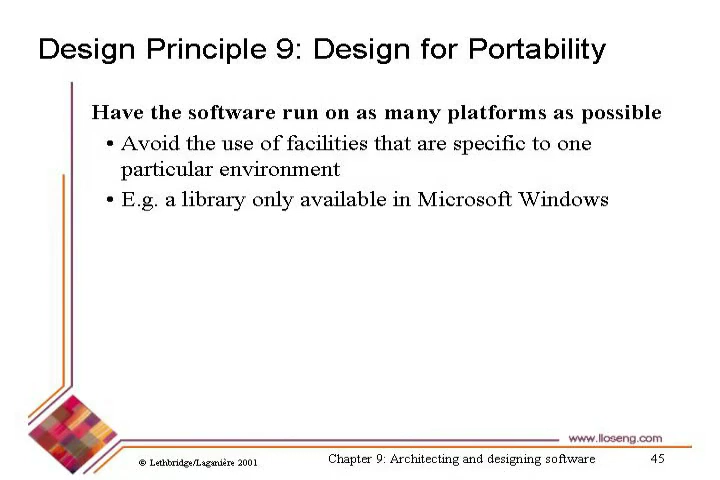 Design Principle 9: Design for Portability
Have the software run on as many platforms as possible
• Avoid the use of facilities that are specific to one
particular environment
• E.g. a library only available in Microsoft Windows
www.lloseng.com
© Lethbridge/Laganière 2001
Chapter 9: Architecting and designing software
45